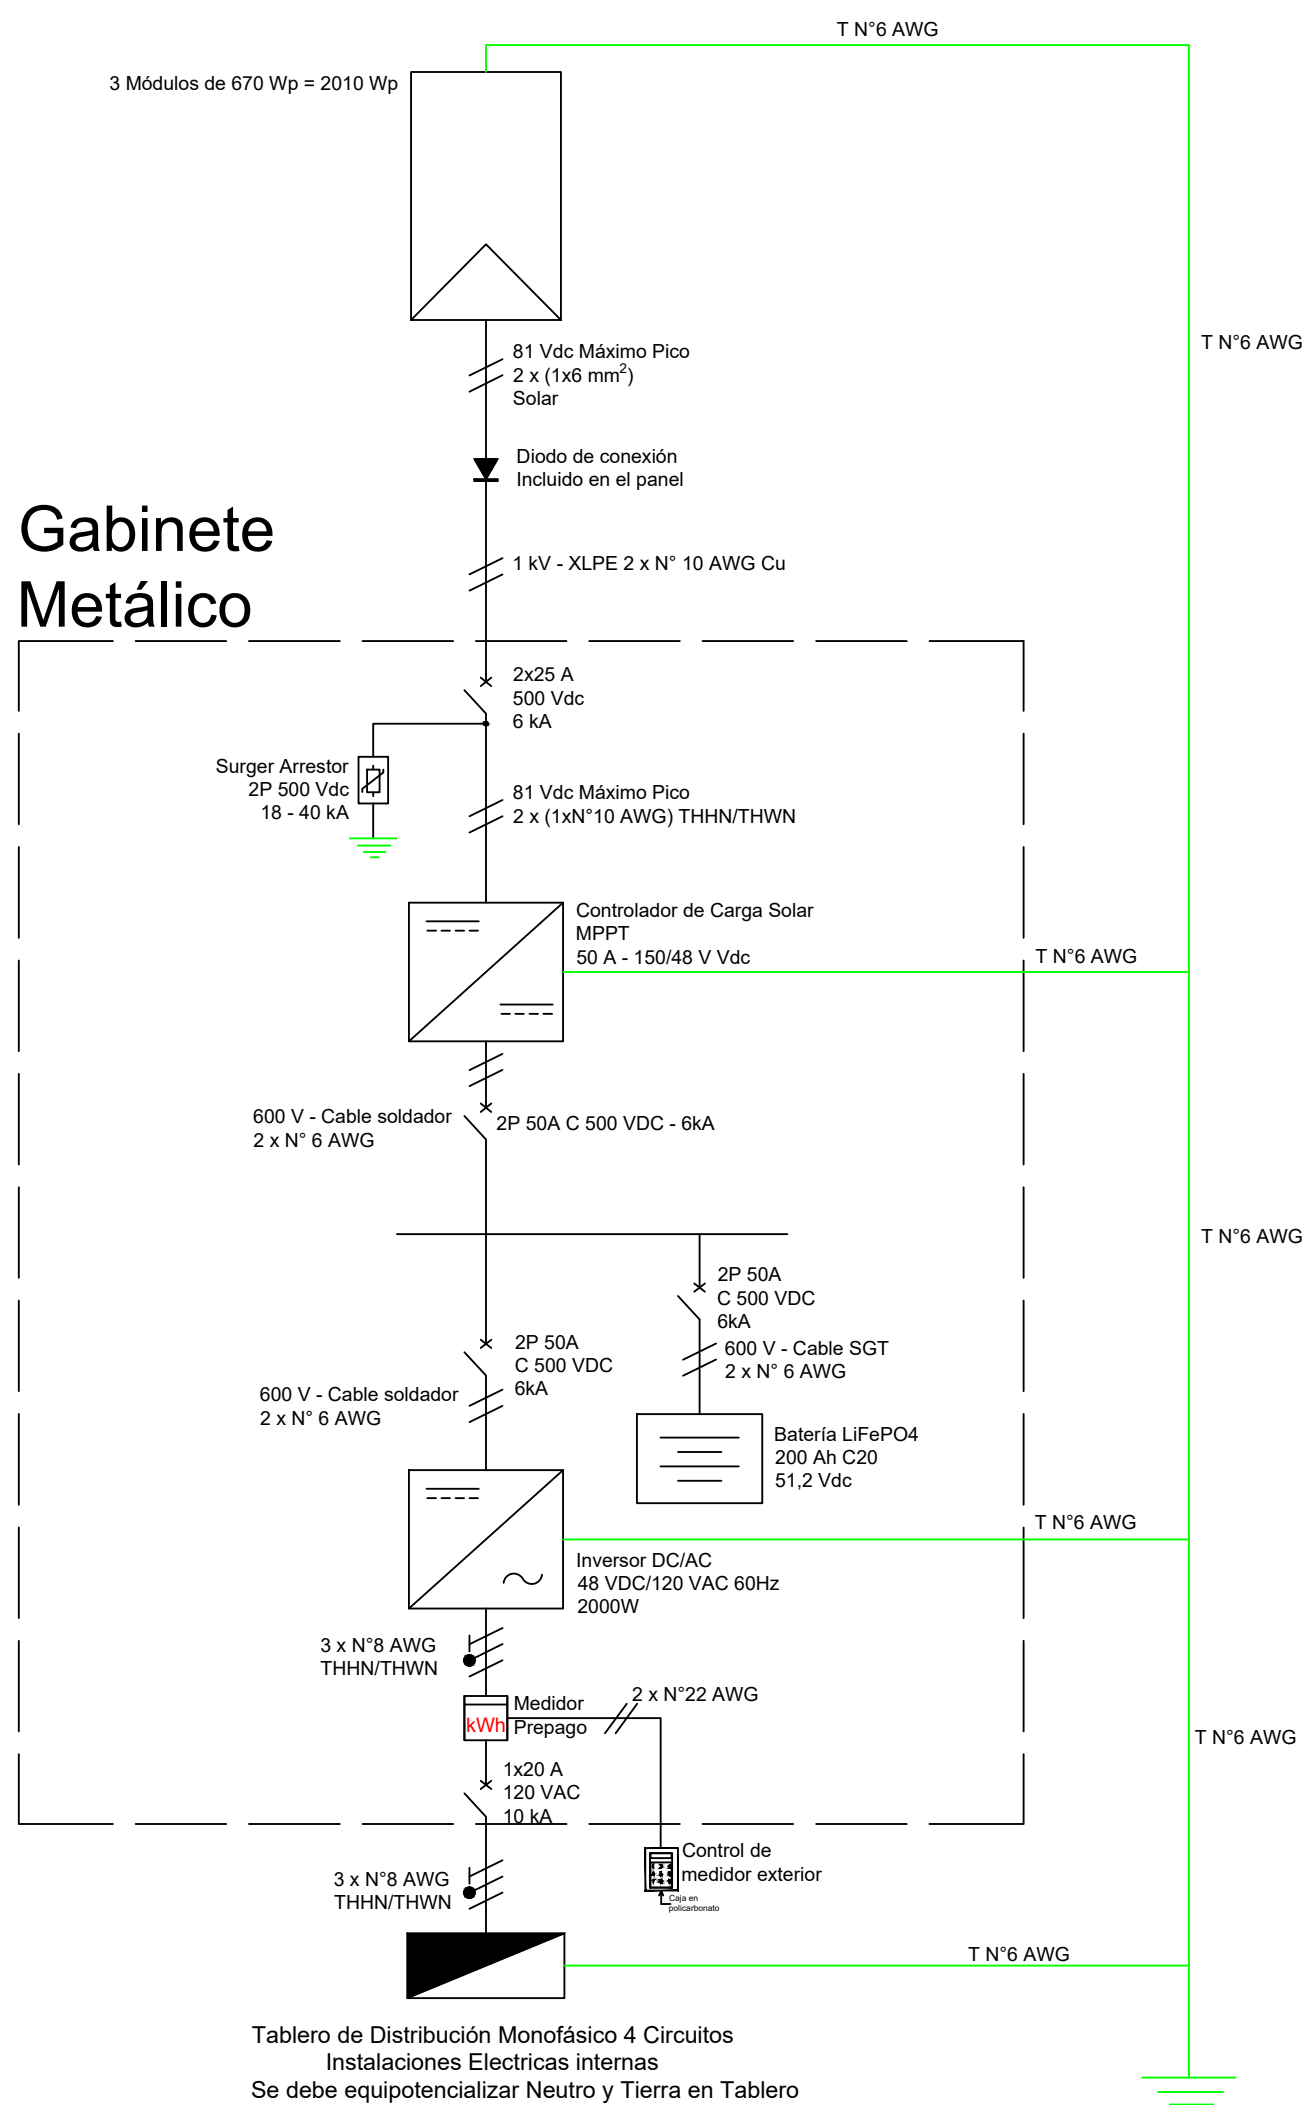 T N°6 AWG
3 Módulos de 670 Wp = 2010 Wp
T N°6 AWG
81 Vdc Máximo Pico
2 x (1x6 mm²)
Solar
Diodo de conexión
Incluido en el panel
Gabinete
Metálico
1 kV - XLPE 2 x N° 10 AWG Cu
2x25 A
500 Vdc
6 kA
Surger Arrestor
2P 500 Vdc
18 - 40 kA
81 Vdc Máximo Pico
2 x (1xN°10 AWG) THHN/THWN
Controlador de Carga Solar
MPPT
50 A - 150/48 V Vdc
T N°6 AWG
600 V - Cable soldador
2 x N° 6 AWG
2P 50A C 500 VDC - 6kA
T N°6 AWG
2P 50A
C 500 VDC
6kA
600 V - Cable SGT
2 x N° 6 AWG
2P 50A
C 500 VDC
6kA
600 V - Cable soldador
2 x N° 6 AWG
Batería LiFePO4
200 Ah C20
51,2 Vdc
T N°6 AWG
Inversor DC/AC
48 VDC/120 VAC 60Hz
2000W
3 x N°8 AWG
THHN/THWN
2 x N°22 AWG
Medidor
Prepago
kWh
T N°6 AWG
1x20 A
120 VAC
10 kA
Control de
medidor exterior
Caja en
policarbonato
3 x N°8 AWG
THHN/THWN
T N°6 AWG
Tablero de Distribución Monofásico 4 Circuitos
Instalaciones Electricas internas
Se debe equipotencializar Neutro y Tierra en Tablero